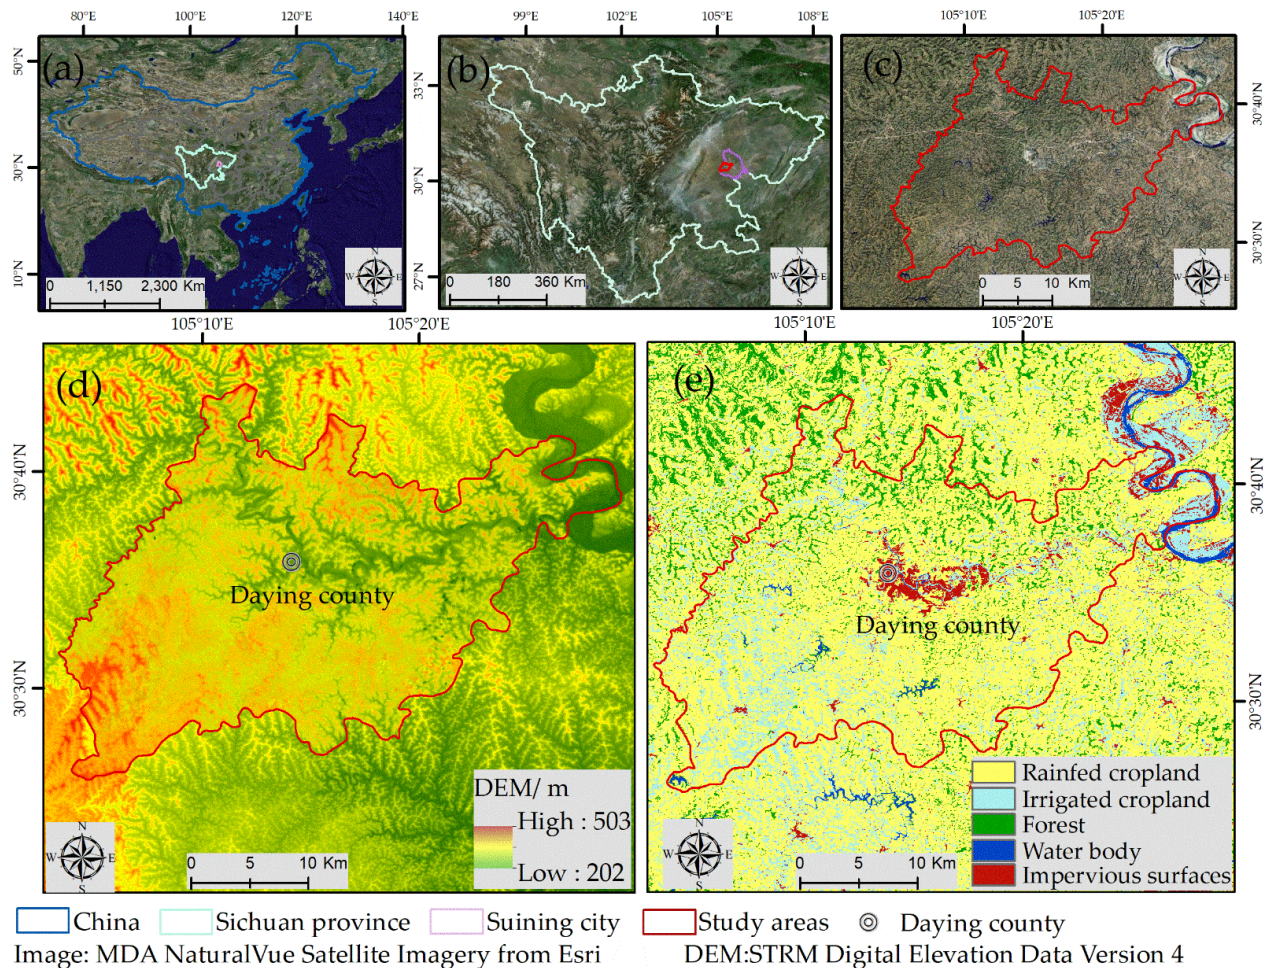 80°E 100°E 120°E 140°E
99°E 102°E 105°E 108°E
105°10'E 105°20'E
(a)
50°N
30°N
10°N
N
W E
S
0 1,150 2,300 Km
(b)
33°N
30°N
27°N
N
W E
S
0 180 360 Km
(c)
30°40'N
30°30'N
N
W E
S
0 5 10 Km
105°10'E 105°20'E
(d)
30°40'N
30°30'N
Daying county
DEM/ m
High : 503
Low : 202
N
W E
S
0 5 10 Km
105°10'E 105°20'E
(e)
30°40'N
30°30'N
Daying county
Rainfed cropland
Irrigated cropland
Forest
Water body
Impervious surfaces
N
W E
S
0 5 10 Km
China Sichuan province Suining city Study areas Daying county
Image: MDA NaturalVue Satellite Imagery from Esri DEM:STRM Digital Elevation Data Version 4